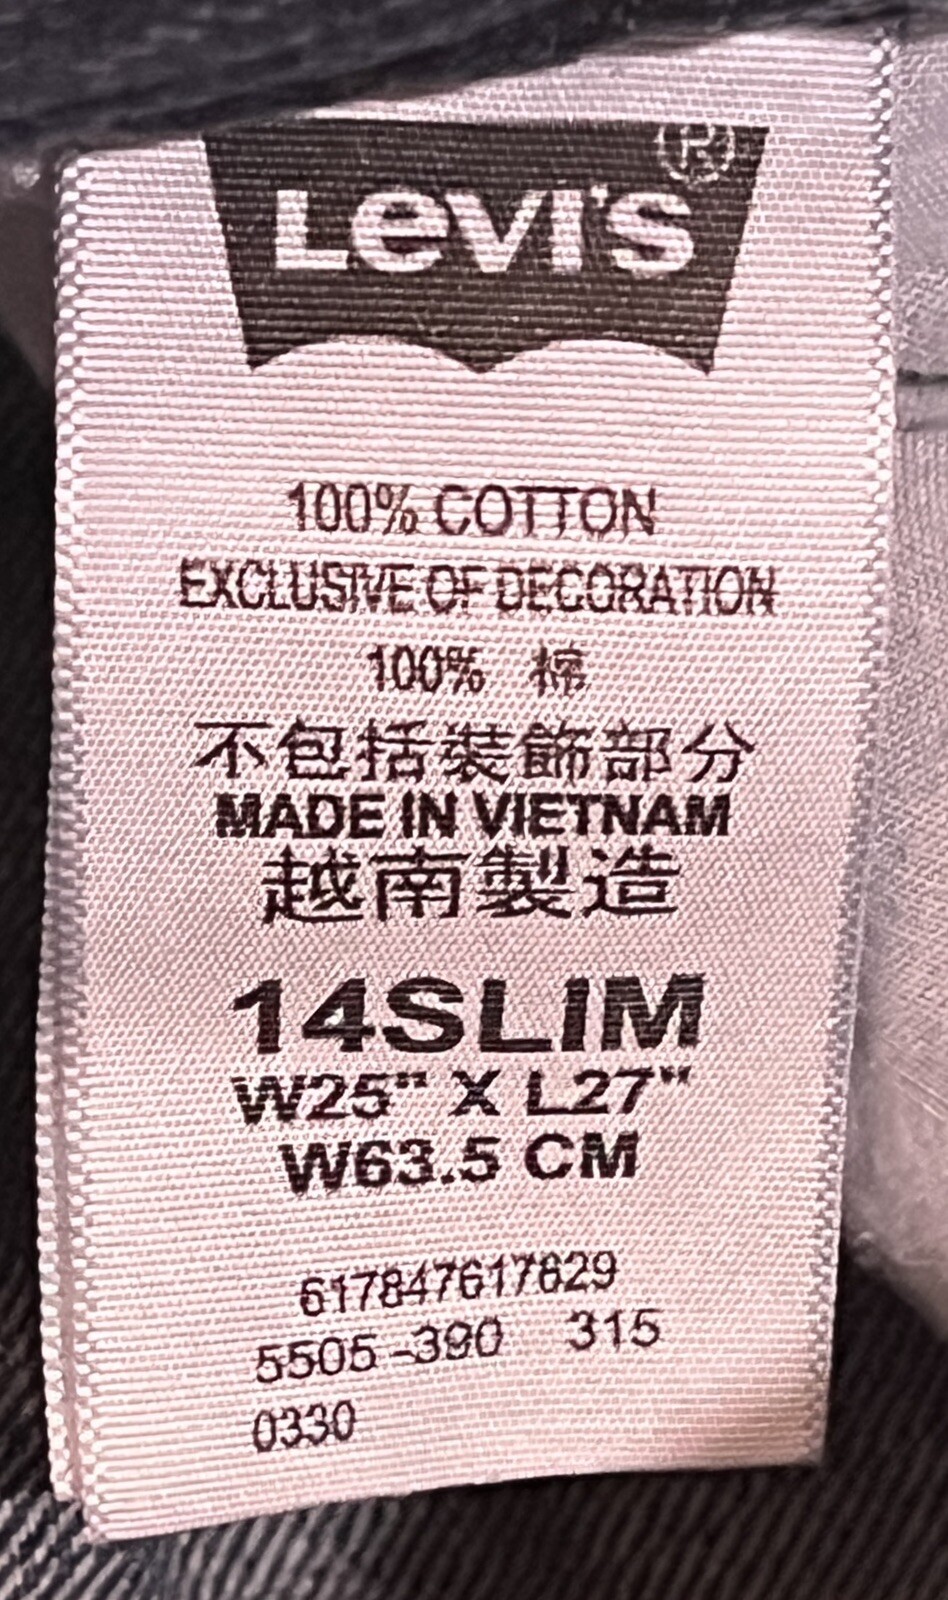 Levi's ®
100% COTTON
EXCLUSIVE OF DECORATION
100% 棉
不包括裝飾部分
MADE IN VIETNAM
越南製造
14SLIM
W25" X L27"
W63.5 CM
617847617629
5505-390 315
0330